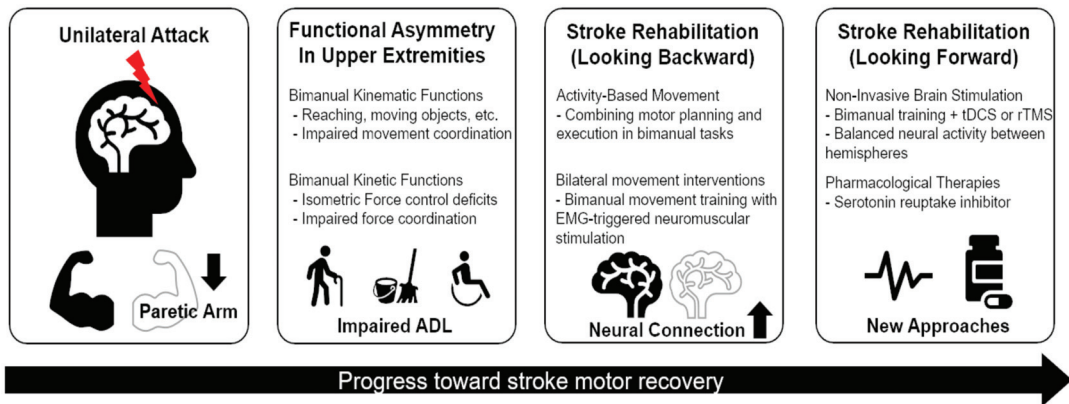 Unilateral Attack
Paretic Arm
Functional Asymmetry
In Upper Extremities
Bimanual Kinematic Functions
- Reaching, moving objects, etc.
- Impaired movement coordination
Bimanual Kinetic Functions
- Isometric Force control deficits
- Impaired force coordination
Impaired ADL
Stroke Rehabilitation
(Looking Backward)
Activity-Based Movement
- Combining motor planning and
execution in bimanual tasks
Bilateral movement interventions
- Bimanual movement training with
EMG-triggered neuromuscular
stimulation
Neural Connection
Stroke Rehabilitation
(Looking Forward)
Non-Invasive Brain Stimulation
- Bimanual training + tDCS or rTMS
- Balanced neural activity between
hemispheres
Pharmacological Therapies
- Serotonin reuptake inhibitor
New Approaches
Progress toward stroke motor recovery